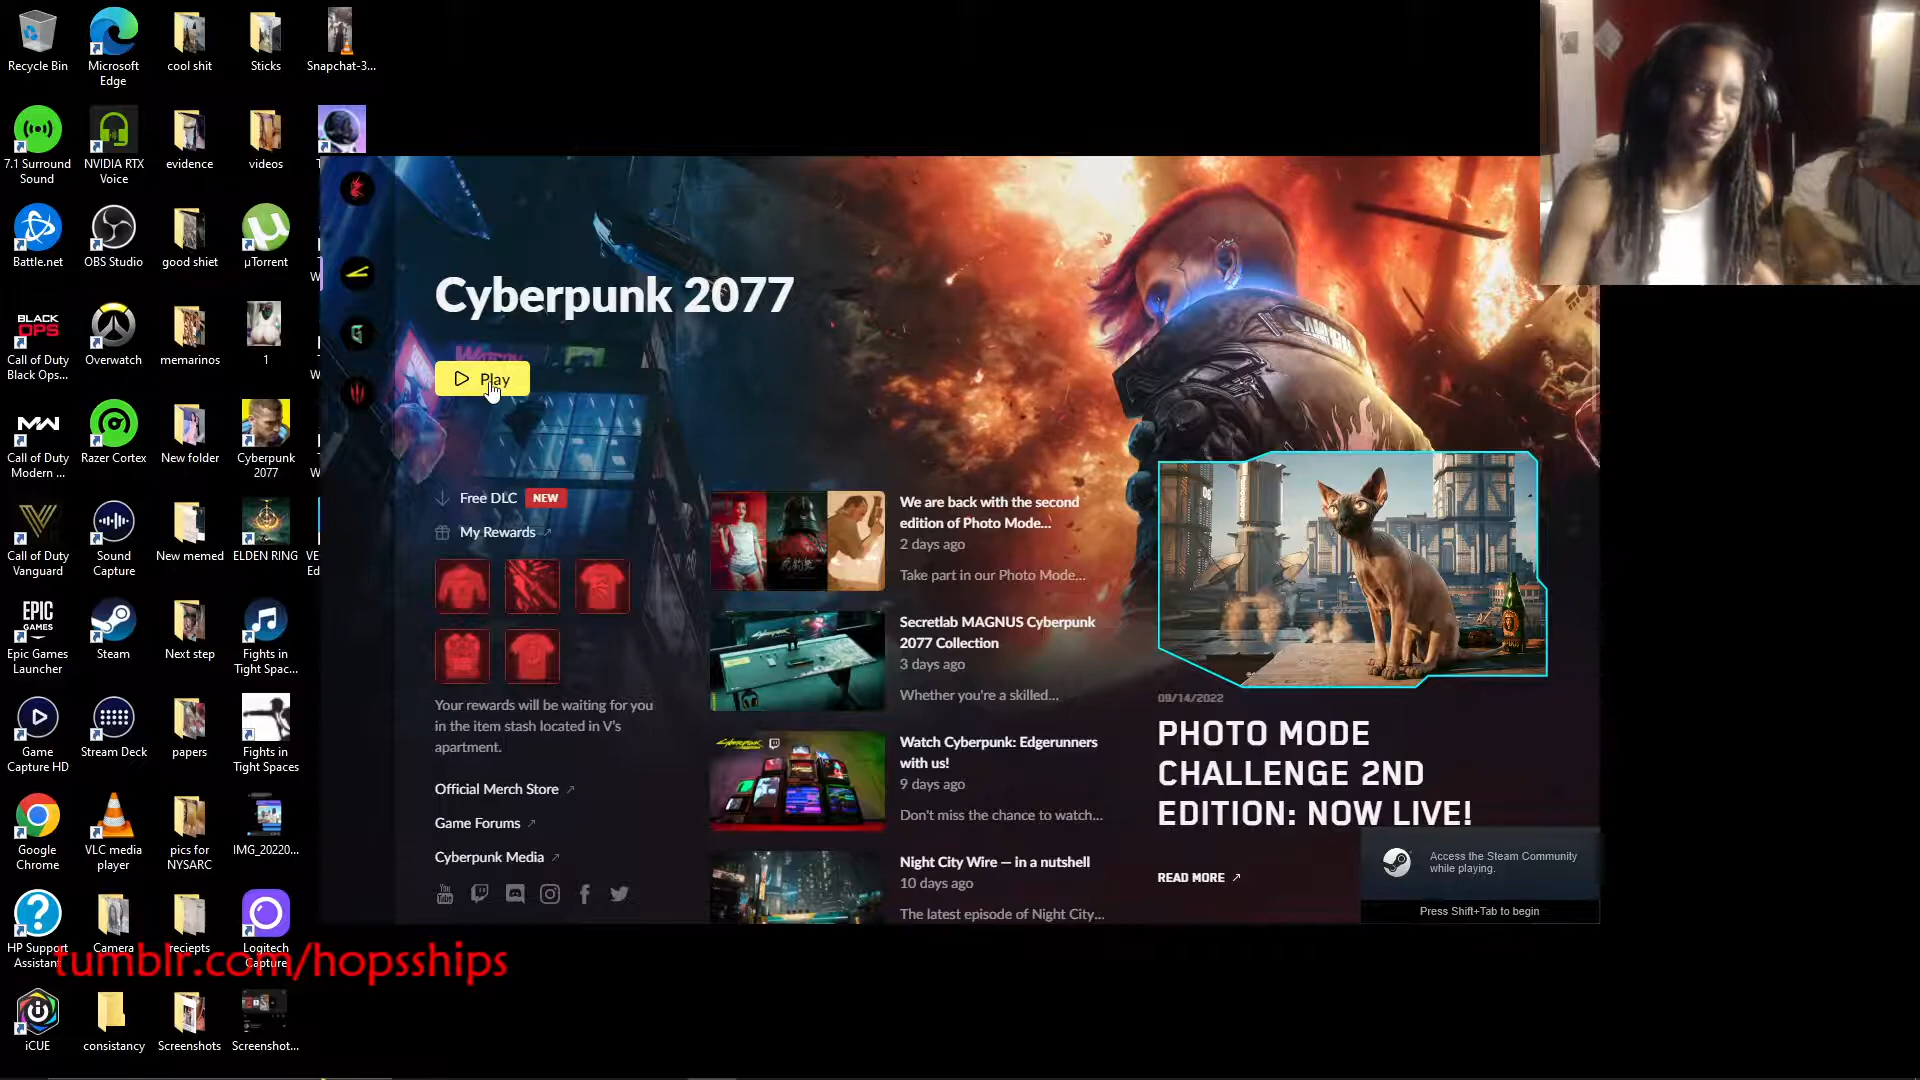 Recycle Bin
Microsoft
Edge
cool shit
Sticks
Snapchat-3...
7.1 Surround
Sound
NVIDIA RTX
Voice
evidence
videos
Battle.net
OBS Studio
good shiet
µTorrent
BLACK
OPS
Call of Duty
Black Ops...
Overwatch
memarinos
1
Call of Duty
Modern ...
Razer Cortex
New folder
Cyberpunk
2077
Call of Duty
Vanguard
Sound
Capture
New memed
ELDEN RING
EPIC
GAMES
Epic Games
Launcher
Steam
Next step
Fights in
Tight Spac...
Game
Capture HD
Stream Deck
papers
Fights in
Tight Spaces
Google
Chrome
VLC media
player
pics for
NYSARC
IMG_20220...
HP Support
Assistant
Camera
reciepts
Logitech
Capture
tumblr.com/hopsships
iCUE
consistancy
Screenshots
Screenshot...
Cyberpunk 2077
Play
Free DLC
NEW
My Rewards
Your rewards will be waiting for you
in the item stash located in V's
apartment.
Official Merch Store
Game Forums
Cyberpunk Media
We are back with the second
edition of Photo Mode...
2 days ago
Take part in our Photo Mode...
Secretlab MAGNUS Cyberpunk
2077 Collection
3 days ago
Whether you're a skilled...
Watch Cyberpunk: Edgerunners
with us!
9 days ago
Don't miss the chance to watch...
Night City Wire — in a nutshell
10 days ago
The latest episode of Night City...
SAMURAI
09/14/2022
PHOTO MODE
CHALLENGE 2ND
EDITION: NOW LIVE!
READ MORE
Access the Steam Community
while playing.
Press Shift+Tab to begin